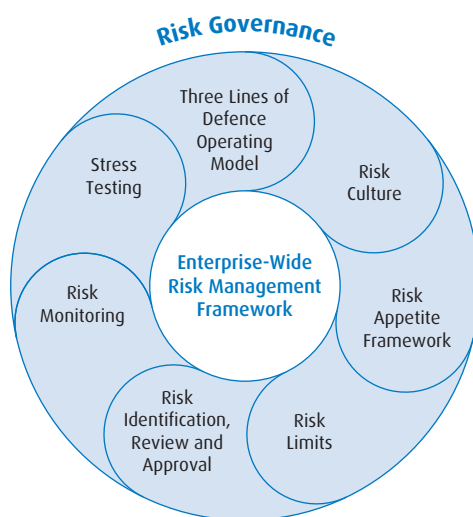 Risk Governance
Three Lines of
Defence
Operating
Model
Risk
Culture
Risk
Appetite
Framework
Risk
Limits
Risk
Identification,
Review and
Approval
Risk
Monitoring
Stress
Testing
Enterprise-Wide
Risk Management
Framework